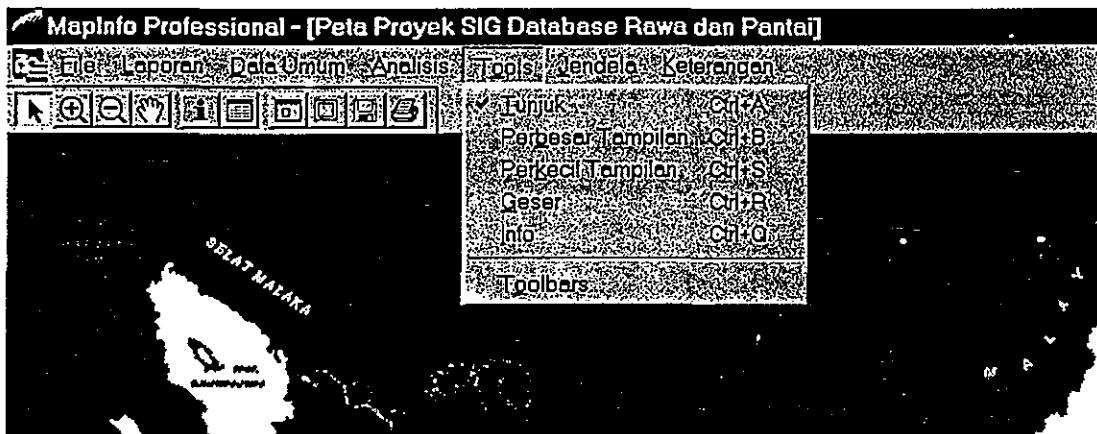 MapInfo Professional - [Peta Proyek SIG Database Rawa dan Pantai]
File Laporan Data Umum Analisis Tools Jendela Keterangan
Tunjuk Ctrl+A
Perbesar Tampilan Ctrl+B
Perkecil Tampilan Ctrl+S
Geser Ctrl+R
Info Ctrl+Q
Toolbars
SELAT MALAKA